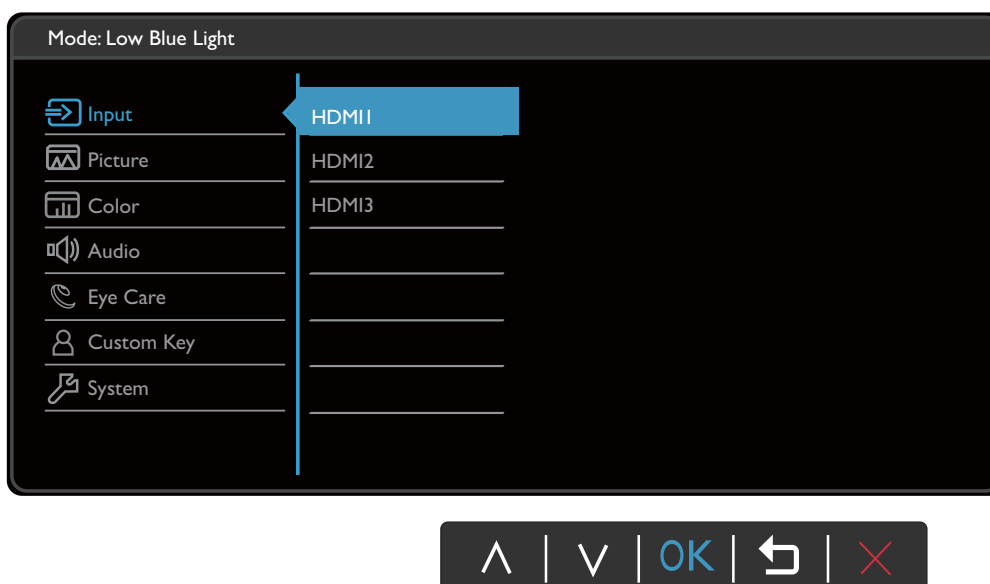 Mode: Low Blue Light
Input
Picture
Color
Audio
Eye Care
Custom Key
System
HDMI1
HDMI2
HDMI3
OK